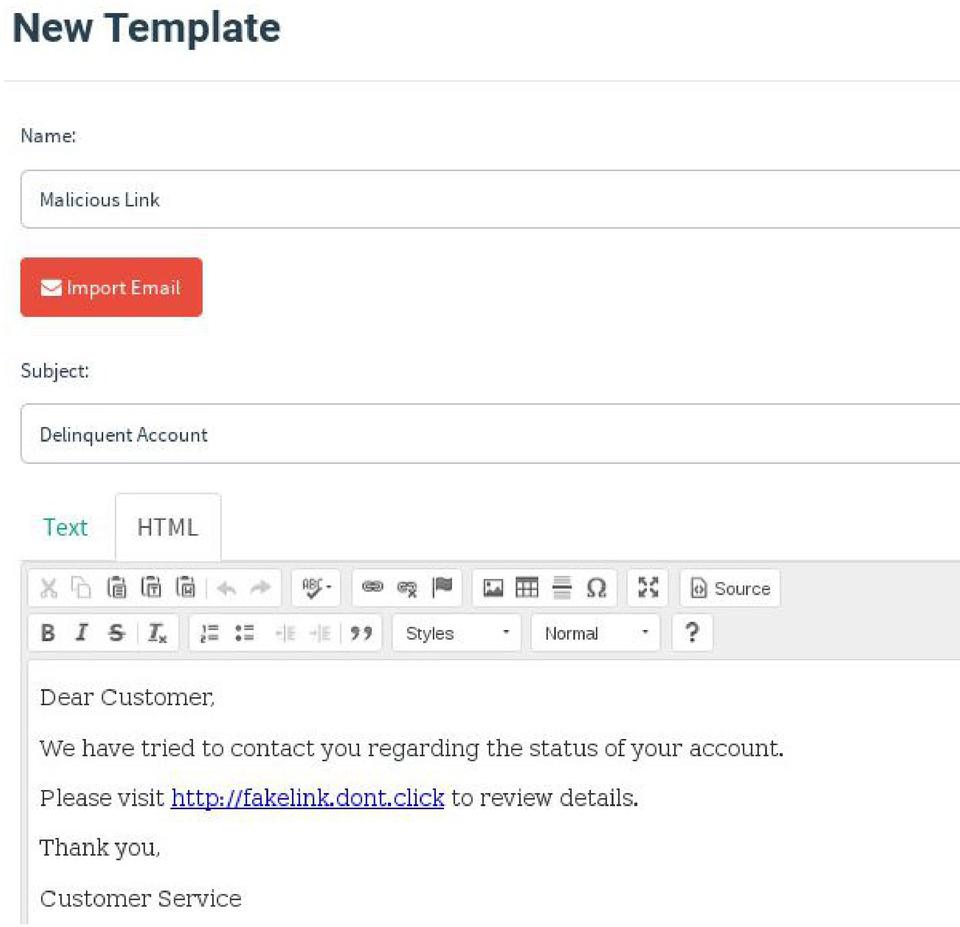 New Template
Name:
Malicious Link
Import Email
Subject:
Delinquent Account
Text HTML
ABC
Source
B I S Ix Styles Normal ?
Dear Customer,
We have tried to contact you regarding the status of your account.
Please visit http://fakelink.dont.click to review details.
Thank you,
Customer Service